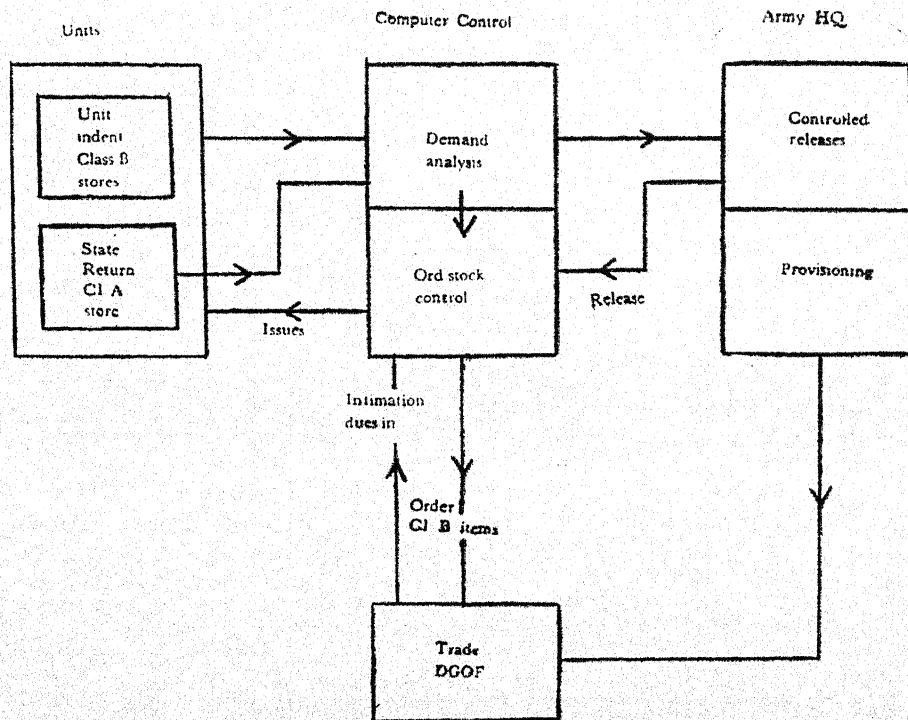 Units
Computer Control
Army HQ
Unit
indent
Class B
stores
State
Return
Cl A
store
Demand
analysis
Ord stock
control
Controlled
releases
Provisioning
Release
Issues
Intimation
dues in
Order
Cl B items
Trade
DGOF